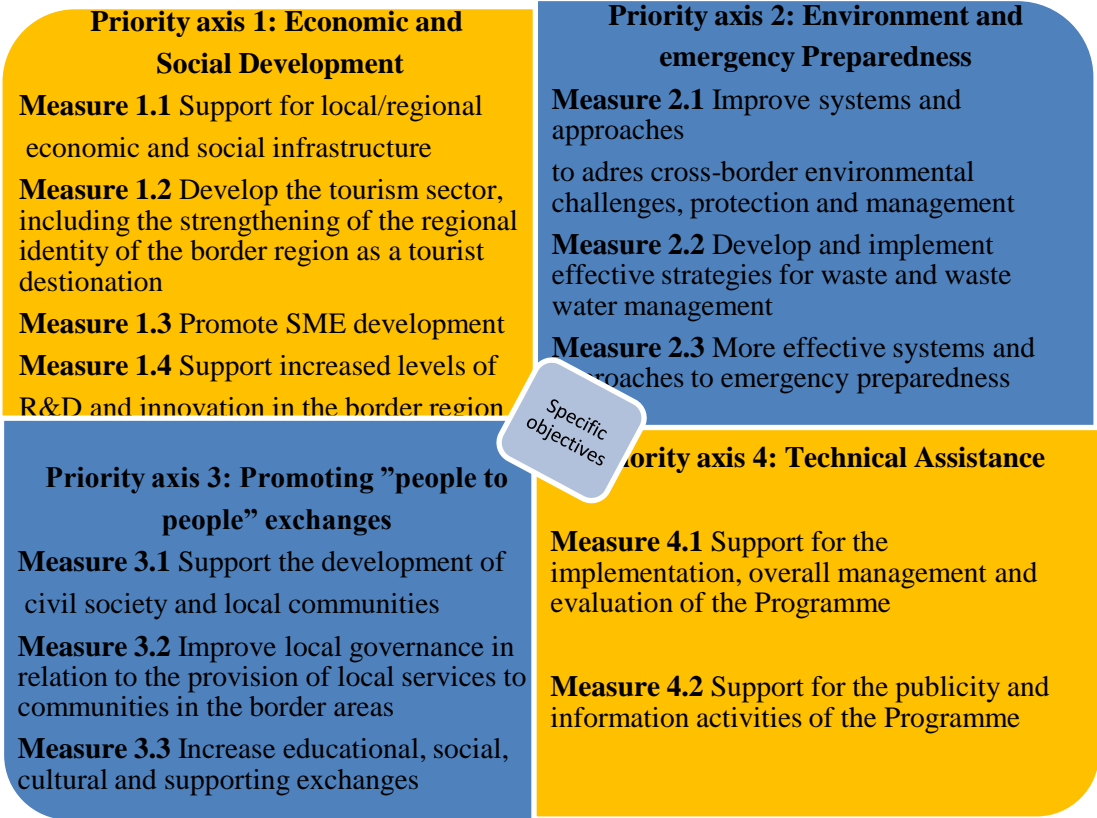 Priority axis 1: Economic and
Social Development
Measure 1.1 Support for local/regional
economic and social infrastructure
Measure 1.2 Develop the tourism sector,
including the strengthening of the regional
identity of the border region as a tourist
destionation
Measure 1.3 Promote SME development
Measure 1.4 Support increased levels of
R&D and innovation in the border region
Priority axis 2: Environment and
emergency Preparedness
Measure 2.1 Improve systems and
approaches
to adres cross-border environmental
challenges, protection and management
Measure 2.2 Develop and implement
effective strategies for waste and waste
water management
Measure 2.3 More effective systems and
roaches to emergency preparedness
Specific
objectives
Priority axis 3: Promoting ”people to
people” exchanges
Measure 3.1 Support the development of
civil society and local communities
Measure 3.2 Improve local governance in
relation to the provision of local services to
communities in the border areas
Measure 3.3 Increase educational, social,
cultural and supporting exchanges
ority axis 4: Technical Assistance
Measure 4.1 Support for the
implementation, overall management and
evaluation of the Programme
Measure 4.2 Support for the publicity and
information activities of the Programme